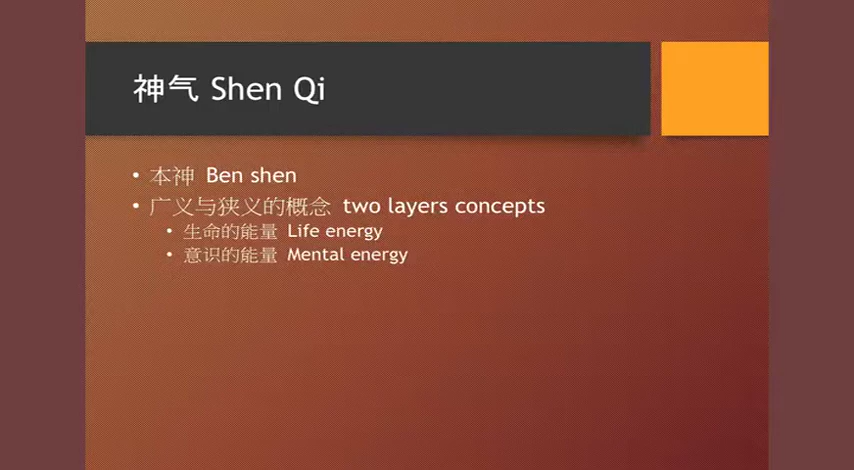 神气 Shen Qi
• 本神 Ben shen
• 广义与狭义的概念 two layers concepts
• 生命的能量 Life energy
• 意识的能量 Mental energy